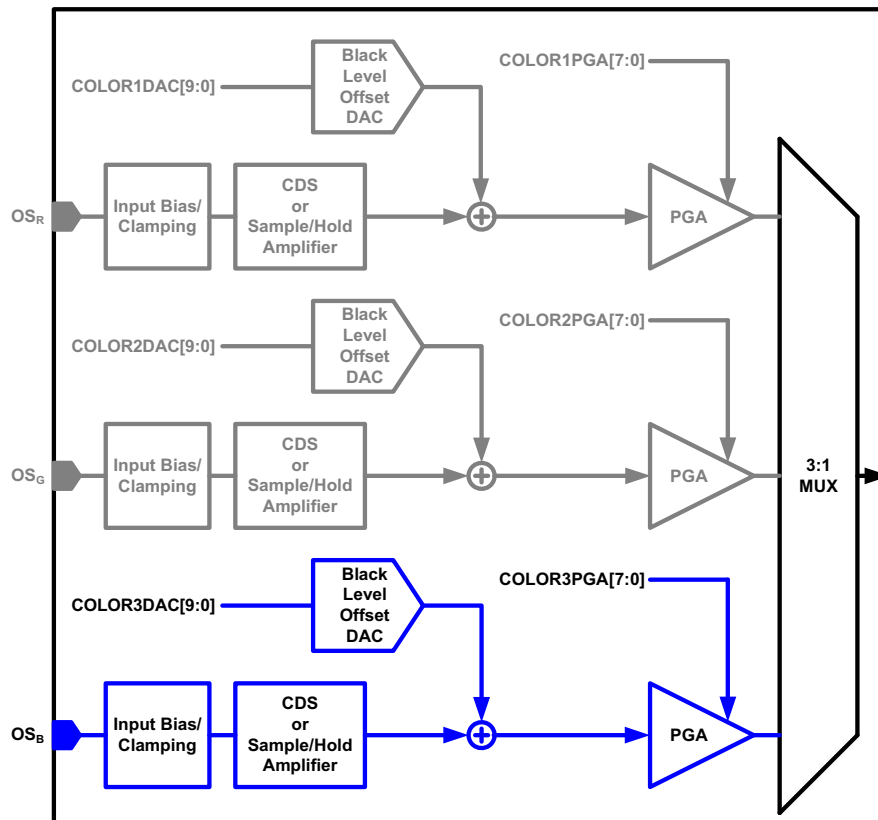 Black
Level
Offset
DAC
COLOR1DAC[9:0]
COLOR1PGA[7:0]
OSR
Input Bias/
Clamping
CDS
or
Sample/Hold
Amplifier
PGA
Black
Level
Offset
DAC
COLOR2DAC[9:0]
COLOR2PGA[7:0]
OSG
Input Bias/
Clamping
CDS
or
Sample/Hold
Amplifier
PGA
3:1
MUX
Black
Level
Offset
DAC
COLOR3DAC[9:0]
COLOR3PGA[7:0]
OSB
Input Bias/
Clamping
CDS
or
Sample/Hold
Amplifier
PGA